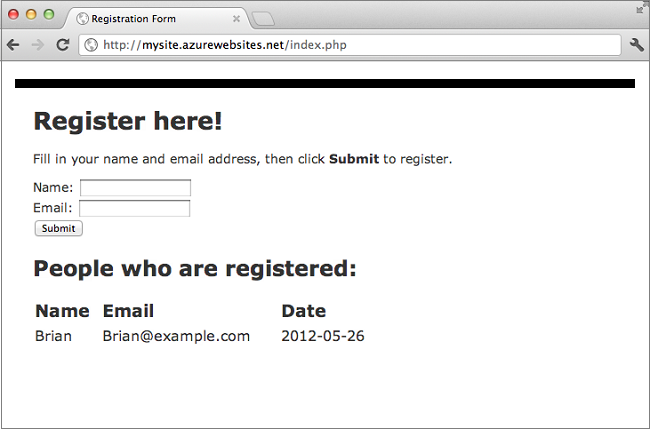 Registration Form
http://mysite.azurewebsites.net/index.php
Register here!
Fill in your name and email address, then click Submit to register.
Name:
Email:
Submit
People who are registered:
Name Email Date
Brian Brian@example.com 2012-05-26